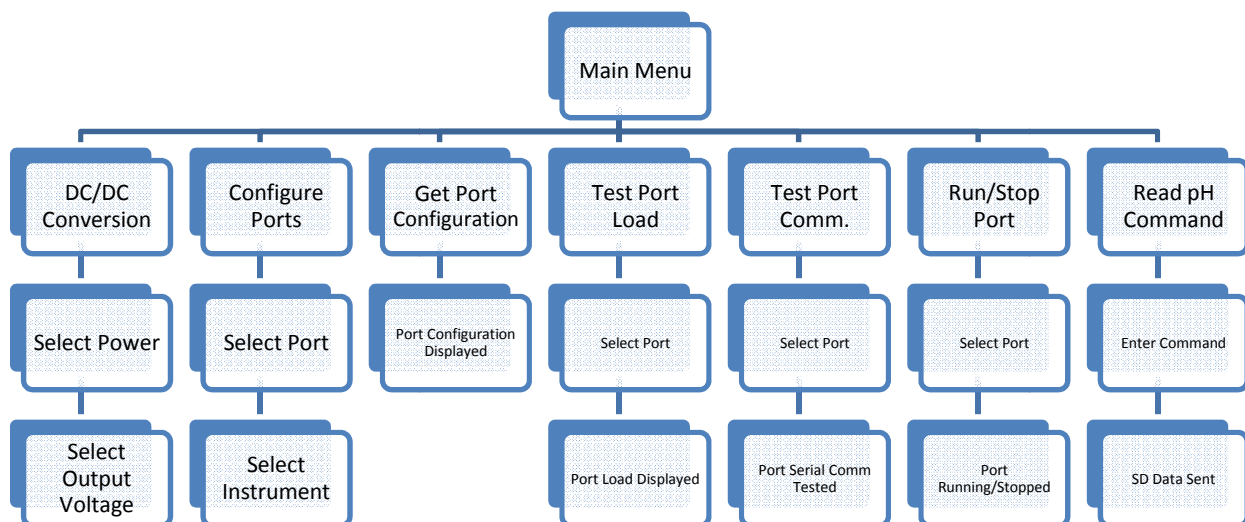 Main Menu
DC/DC
Conversion
Configure
Ports
Get Port
Configuration
Test Port
Load
Test Port
Comm.
Run/Stop
Port
Read pH
Command
Select Power
Select Port
Port Configuration
Displayed
Select Port
Select Port
Select Port
Enter Command
Select
Output
Voltage
Select
Instrument
Port Load Displayed
Port Serial Comm
Tested
Port
Running/Stopped
SD Data Sent